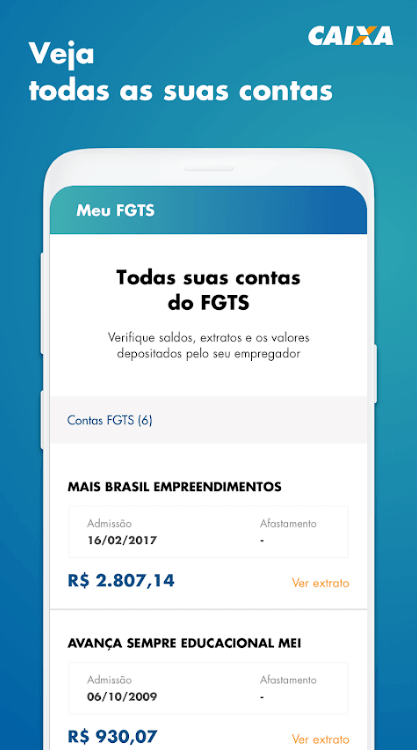 CAIXA
Veja
todas as suas contas
Meu FGTS
Todas suas contas
do FGTS
Verifique saldos, extratos e os valores
depositados pelo seu empregador
Contas FGTS (6)
MAIS BRASIL EMPREENDIMENTOS
Admissão Afastamento
16/02/2017 -
R$ 2.807,14 Ver extrato
AVANÇA SEMPRE EDUCACIONAL MEI
Admissão Afastamento
06/10/2009 -
R$ 930,07 Ver extrato